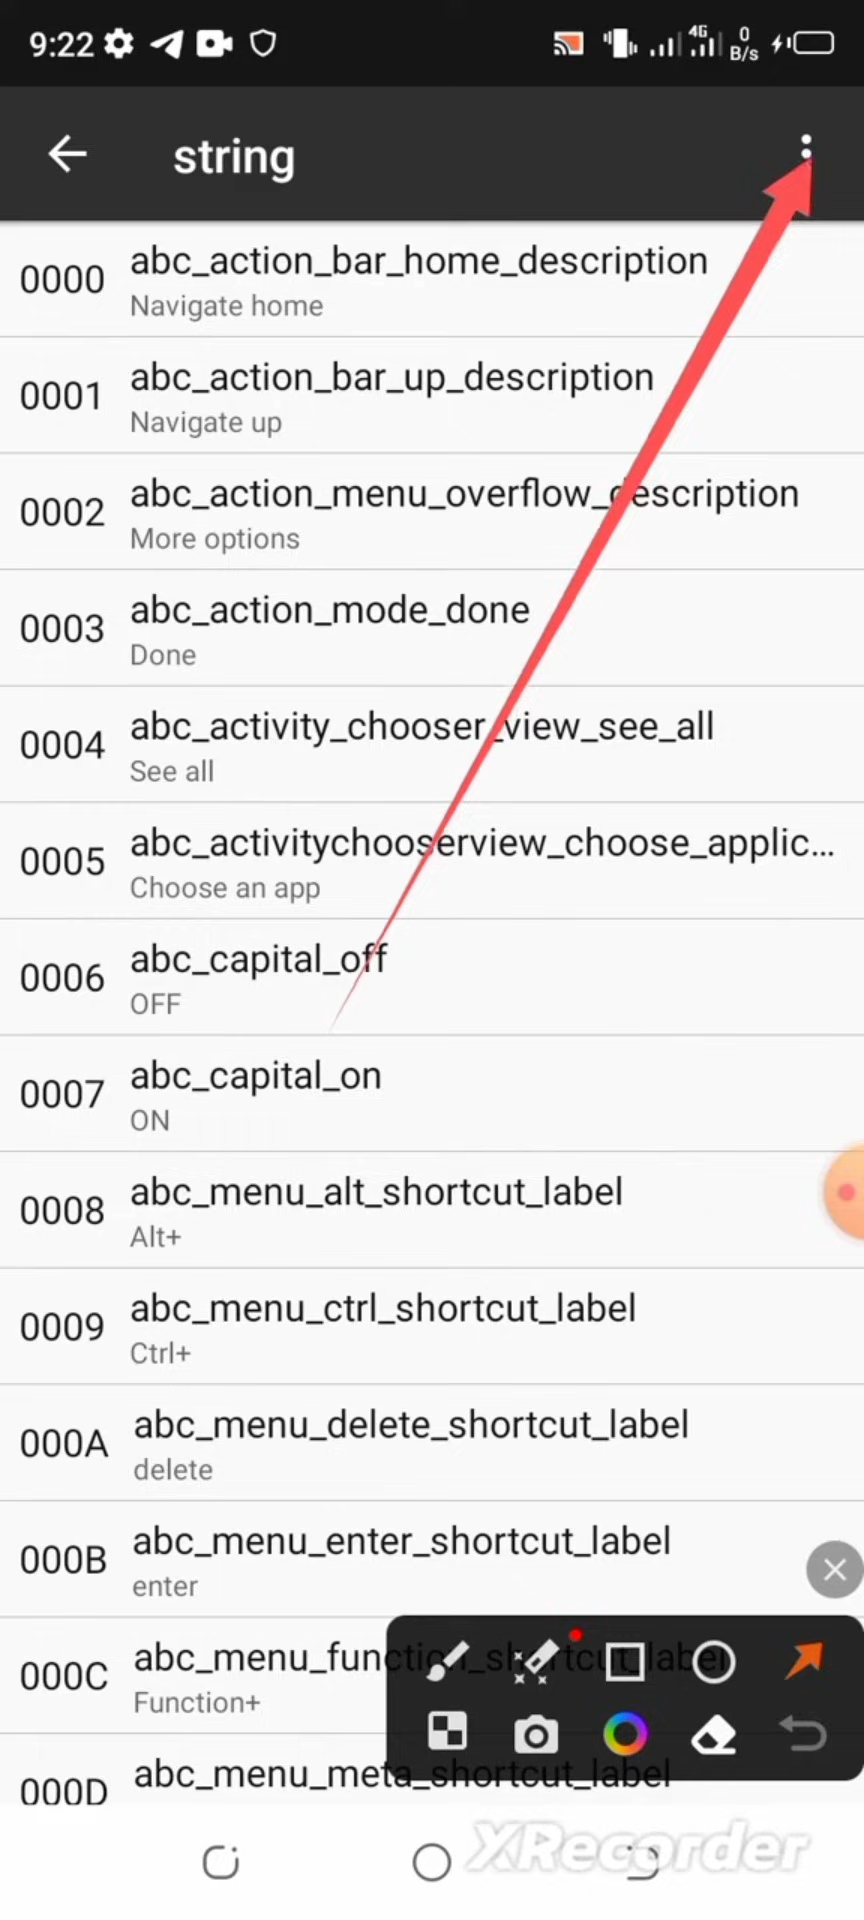 9:22
4G
0
B/s
string
0000
abc_action_bar_home_description
Navigate home
0001
abc_action_bar_up_description
Navigate up
0002
abc_action_menu_overflow_description
More options
0003
abc_action_mode_done
Done
0004
abc_activity_chooser_view_see_all
See all
0005
abc_activitychooserview_choose_applic...
Choose an app
0006
abc_capital_off
OFF
0007
abc_capital_on
ON
0008
abc_menu_alt_shortcut_label
Alt+
0009
abc_menu_ctrl_shortcut_label
Ctrl+
000A
abc_menu_delete_shortcut_label
delete
000B
abc_menu_enter_shortcut_label
enter
000C
abc_menu_function_shortcut_label
Function+
000D
abc_menu_meta_shortcut_label
XRecorder